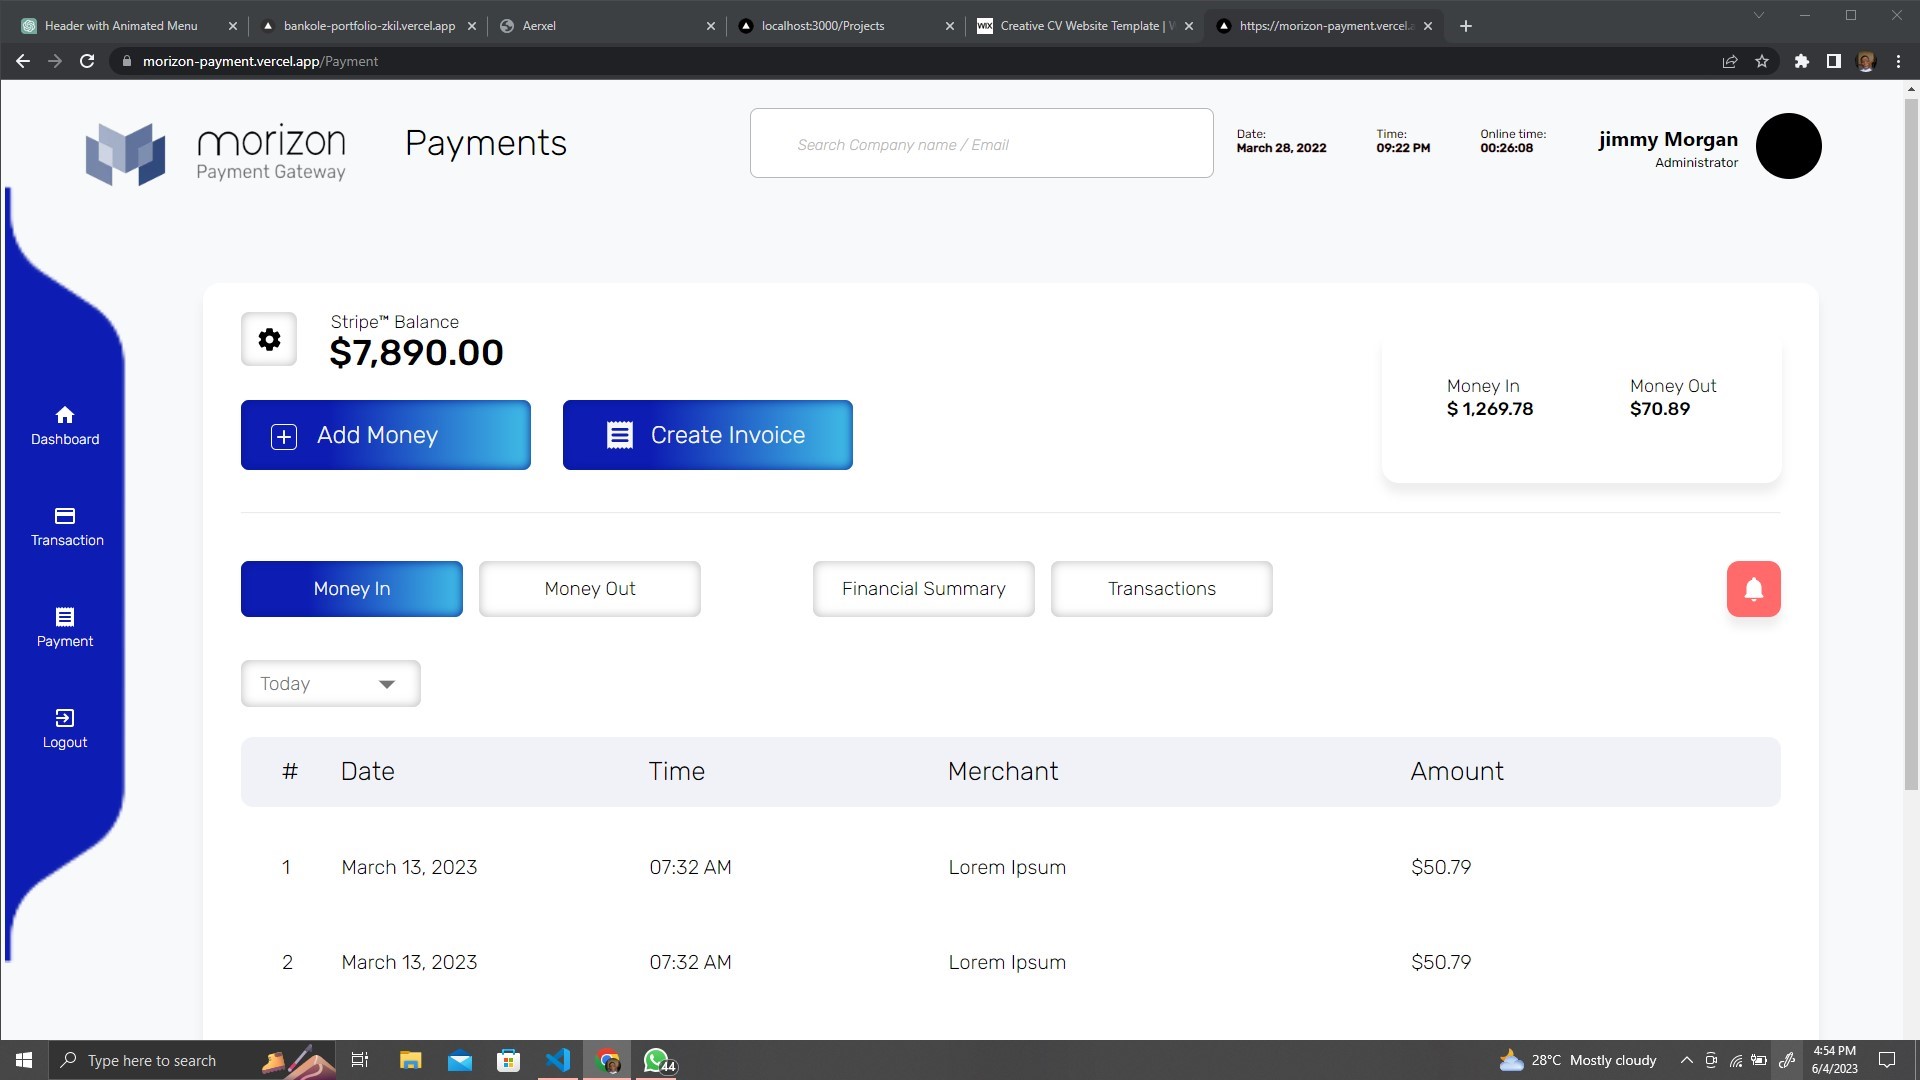 Header with Animated Menu
bankole-portfolio-zkil.vercel.app
Aerxel
localhost:3000/Projects
WIX
Creative CV Website Template | W
https://morizon-payment.vercel.a
morizon-payment.vercel.app/Payment
morizon
Payment Gateway
Payments
Search Company name / Email
Date:
March 28, 2022
Time:
09:22 PM
Online time:
00:26:08
jimmy Morgan
Administrator
Dashboard
Transaction
Payment
Logout
Stripe™ Balance
$7,890.00
Add Money
Create Invoice
Money In
$ 1,269.78
Money Out
$70.89
Money In
Money Out
Financial Summary
Transactions
Today
# Date Time Merchant Amount
1 March 13, 2023 07:32 AM Lorem Ipsum $50.79
2 March 13, 2023 07:32 AM Lorem Ipsum $50.79
Type here to search
44
28°C Mostly cloudy
4:54 PM
6/4/2023